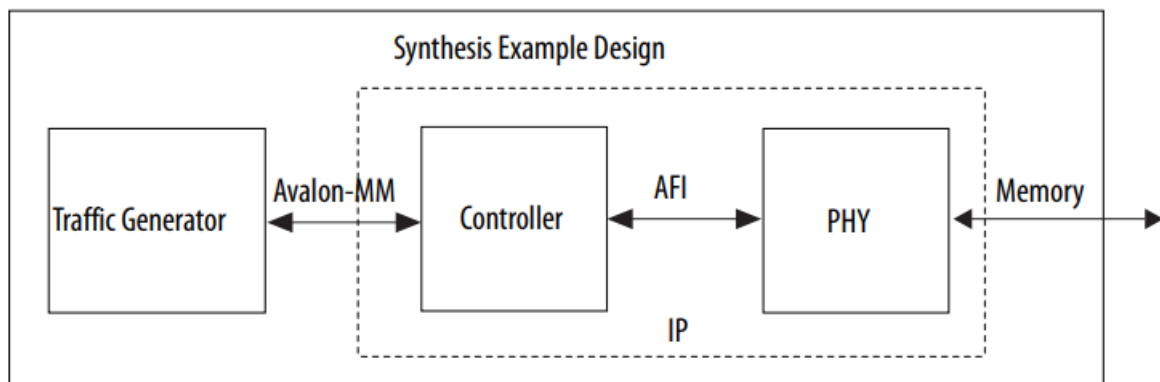 Synthesis Example Design
Traffic Generator
Avalon-MM
Controller
AFI
PHY
Memory
IP